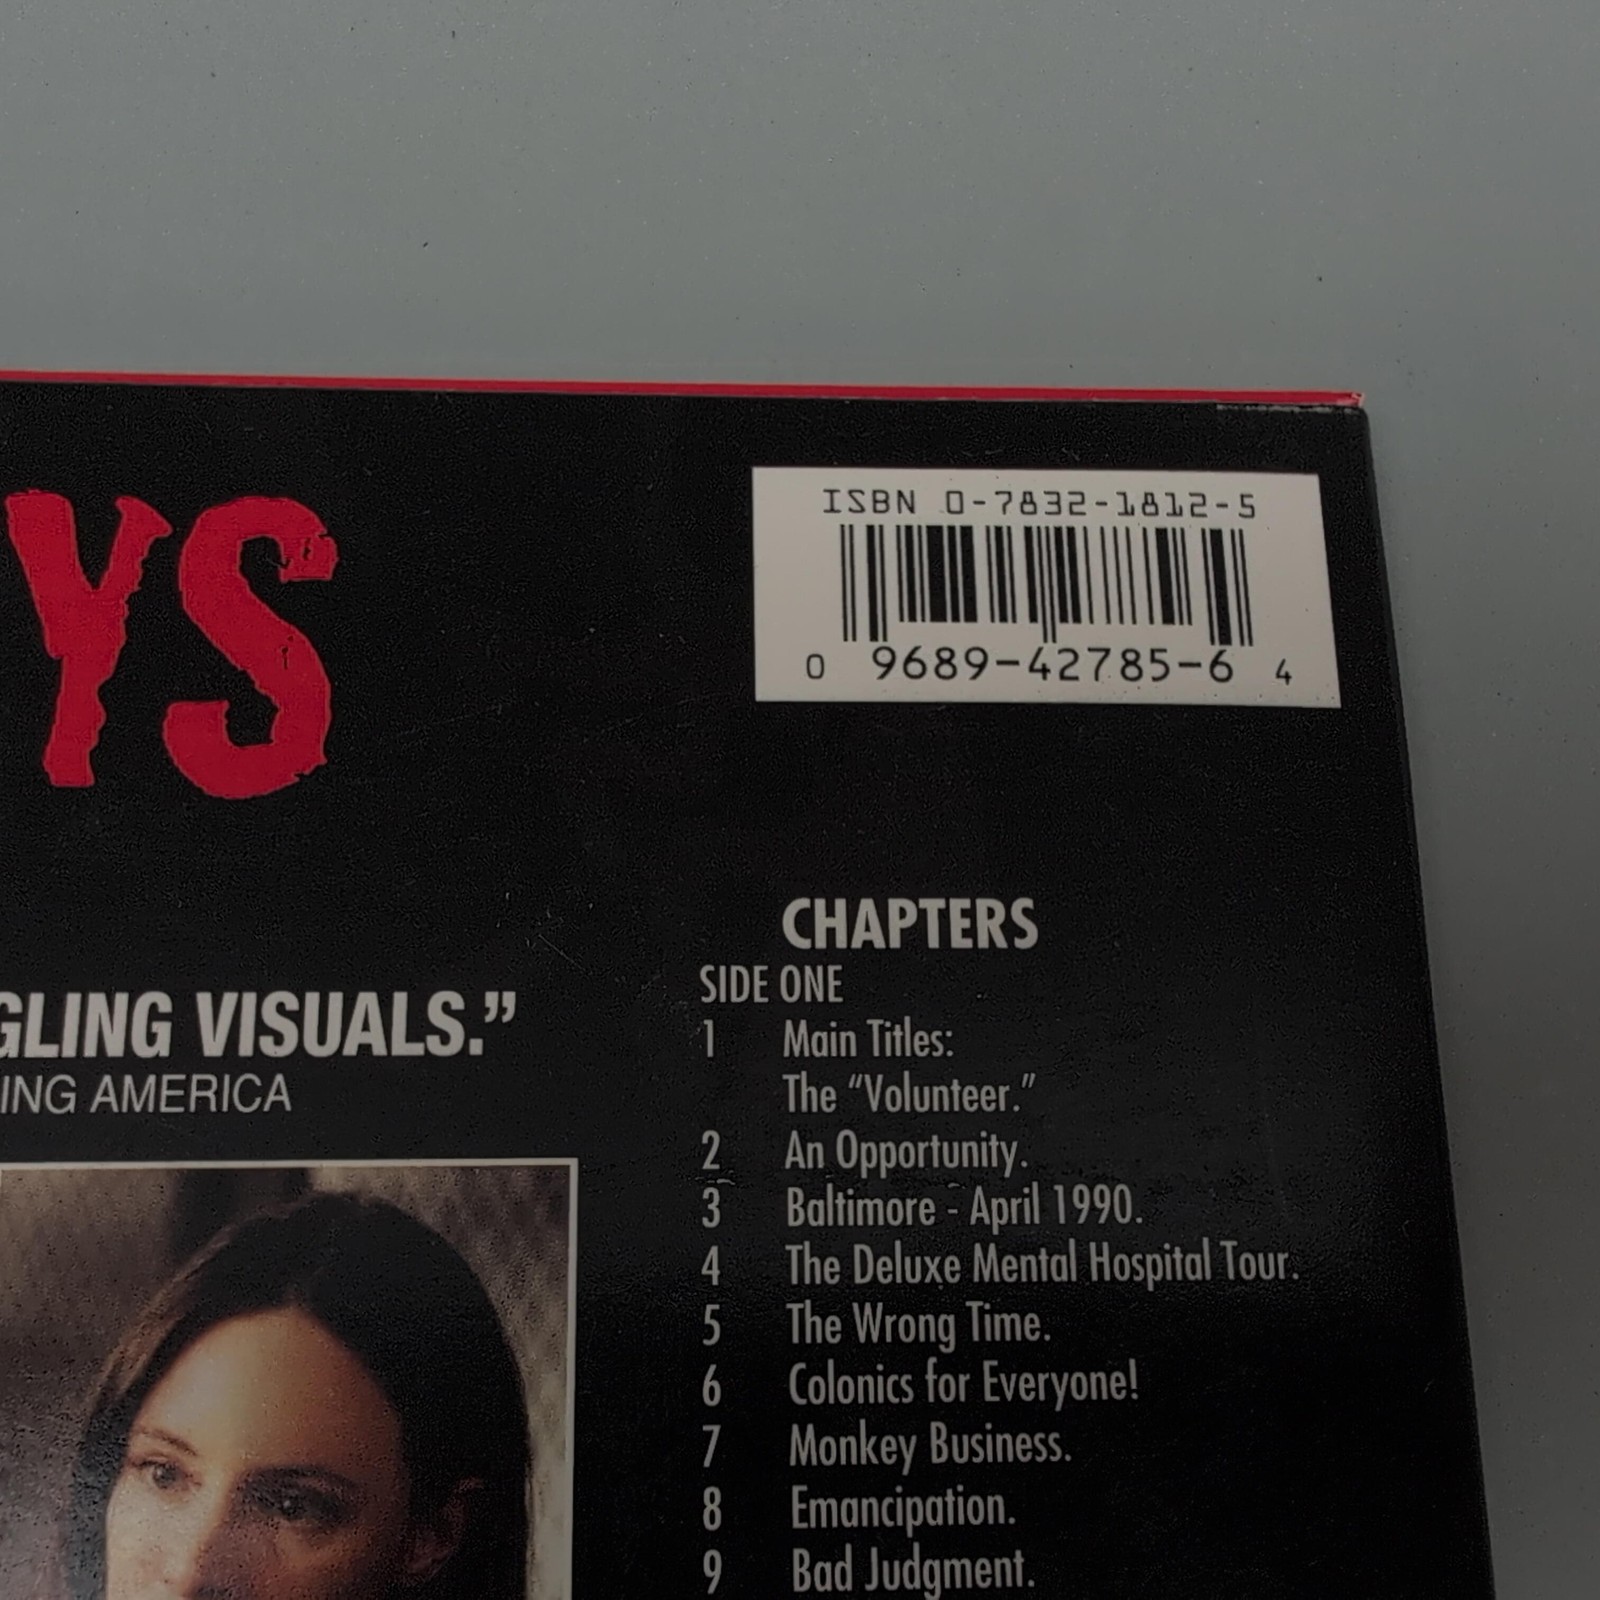 YS
ISBN 0-7832-1812-5
0 9689-42785-6 4
GLING VISUALS.”
ING AMERICA
CHAPTERS
SIDE ONE
1 Main Titles:
The “Volunteer.”
2 An Opportunity.
3 Baltimore - April 1990.
4 The Deluxe Mental Hospital Tour.
5 The Wrong Time.
6 Colonics for Everyone!
7 Monkey Business.
8 Emancipation.
9 Bad Judgment.